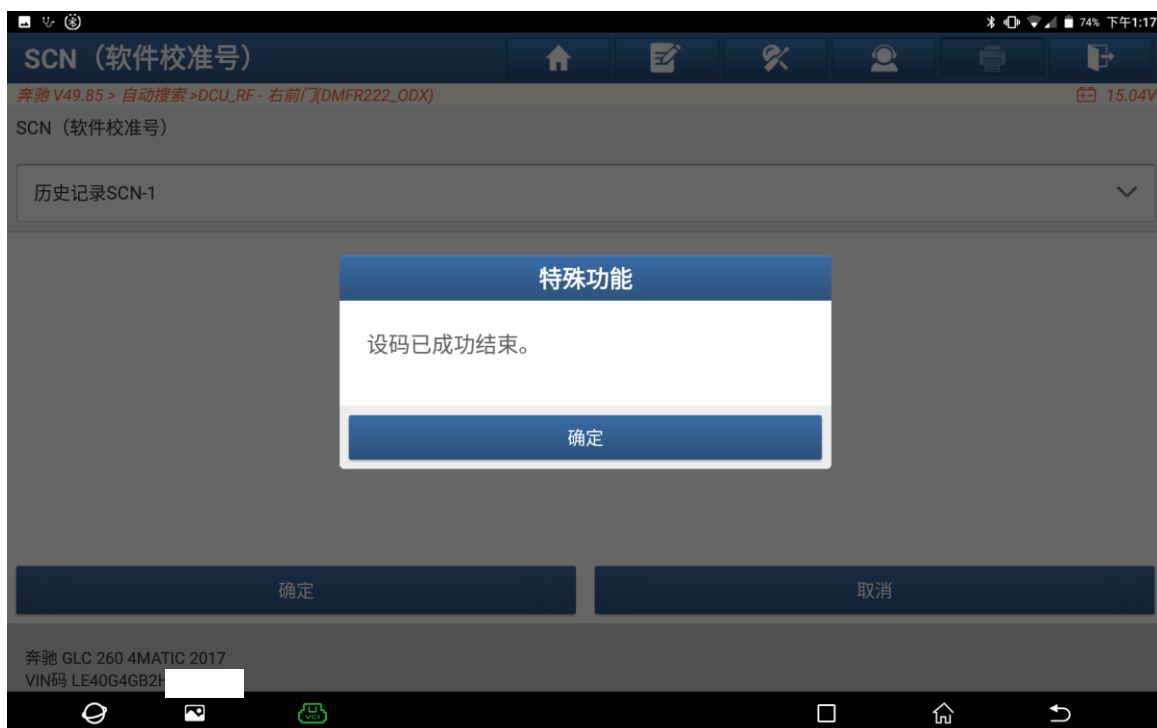 74% 下午1:17
SCN（软件校准号）
奔驰 V49.85 > 自动搜索 >DCU_RF - 右前门(DMFR222_ODX)
15.04V
SCN（软件校准号）
历史记录SCN-1
特殊功能
设码已成功结束。
确定
确定
取消
奔驰 GLC 260 4MATIC 2017
VIN码 LE40G4GB2H
VCI